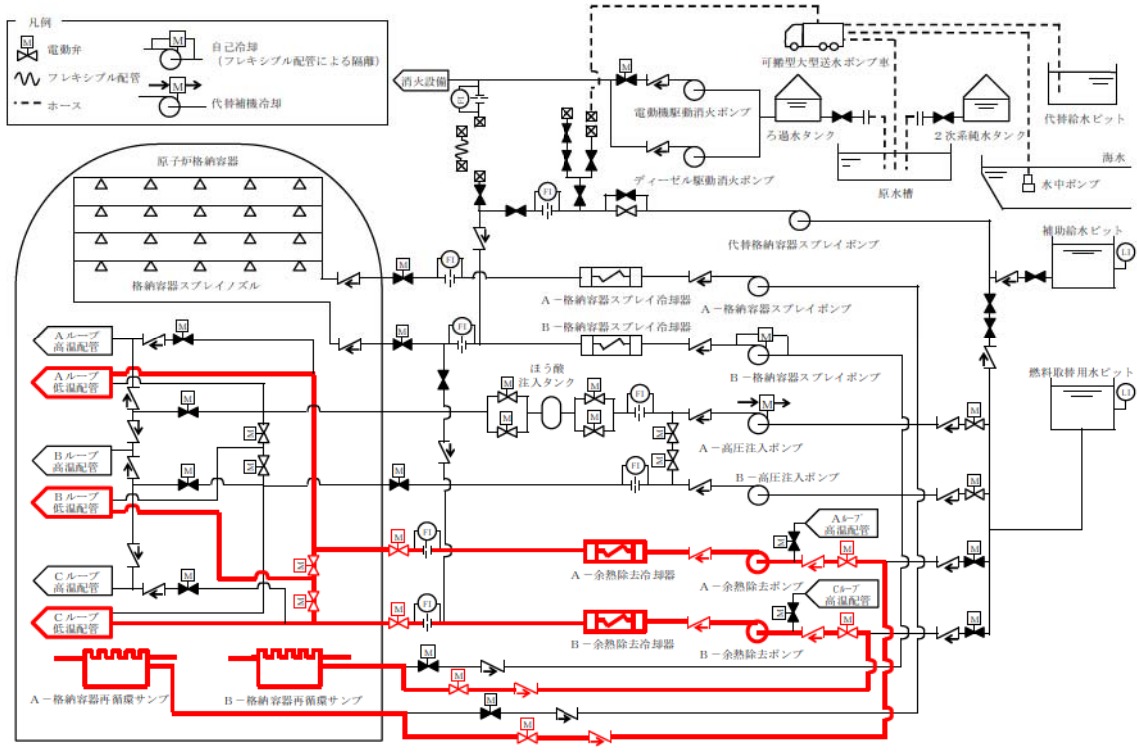 凡例
M
電動弁
フレキシブル配管
ホース
M
自己冷却
(フレキシブル配管による隔離)
M
代替補機冷却
消火設備
FI
M
電動機駆動消火ポンプ
ディーゼル駆動消火ポンプ
可搬型大型送水ポンプ車
ろ過水タンク
2次系純水タンク
原水槽
代替給水ピット
海水
水中ポンプ
補助給水ピット
LI
燃料取替用水ピット
LI
原子炉格納容器
格納容器スプレイノズル
FI
代替格納容器スプレイポンプ
M
FI
A-格納容器スプレイ冷却器
A-格納容器スプレイポンプ
B-格納容器スプレイ冷却器
M
FI
M
B-格納容器スプレイポンプ
Aループ
高温配管
M
Aループ
低温配管
M
ほう酸
注入タンク
M
M
M
M
FI
M
A-高圧注入ポンプ
M
M
M
M
M
Bループ
高温配管
M
M
FI
B-高圧注入ポンプ
M
Bループ
低温配管
M
FI
A-余熱除去冷却器
A-余熱除去ポンプ
M
Aループ
高温配管
M
M
M
M
Cループ
高温配管
M
Cループ
低温配管
M
FI
B-余熱除去冷却器
B-余熱除去ポンプ
M
Cループ
高温配管
M
M
A-格納容器再循環サンプ
B-格納容器再循環サンプ
M
M
M
M